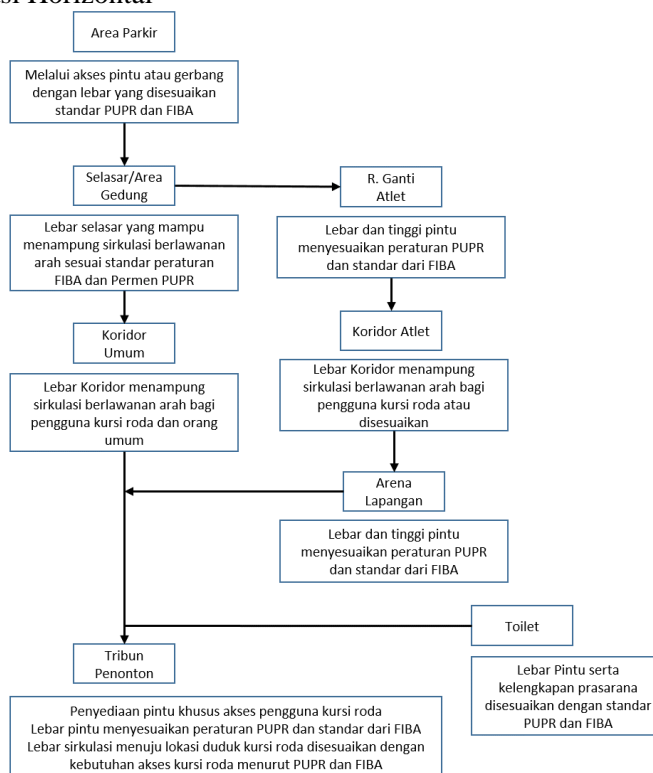 si Horizontal
Area Parkir
Melalui akses pintu atau gerbang
dengan lebar yang disesuaikan
standar PUPR dan FIBA
Selasar/Area
Gedung
R. Ganti
Atlet
Lebar selasar yang mampu
menampung sirkulasi berlawanan
arah sesuai standar peraturan
FIBA dan Permen PUPR
Lebar dan tinggi pintu
menyesuaikan peraturan PUPR
dan standar dari FIBA
Koridor
Umum
Koridor Atlet
Lebar Koridor menampung
sirkulasi berlawanan arah bagi
pengguna kursi roda dan orang
umum
Lebar Koridor menampung
sirkulasi berlawanan arah bagi
pengguna kursi roda atau
disesuaikan
Arena
Lapangan
Lebar dan tinggi pintu
menyesuaikan peraturan PUPR
dan standar dari FIBA
Toilet
Tribun
Penonton
Lebar Pintu serta
kelengkapan prasarana
disesuaikan dengan standar
PUPR dan FIBA
Penyediaan pintu khusus akses pengguna kursi roda
Lebar pintu menyesuaikan peraturan PUPR dan standar dari FIBA
Lebar sirkulasi menuju lokasi duduk kursi roda disesuaikan dengan
kebutuhan akses kursi roda menurut PUPR dan FIBA